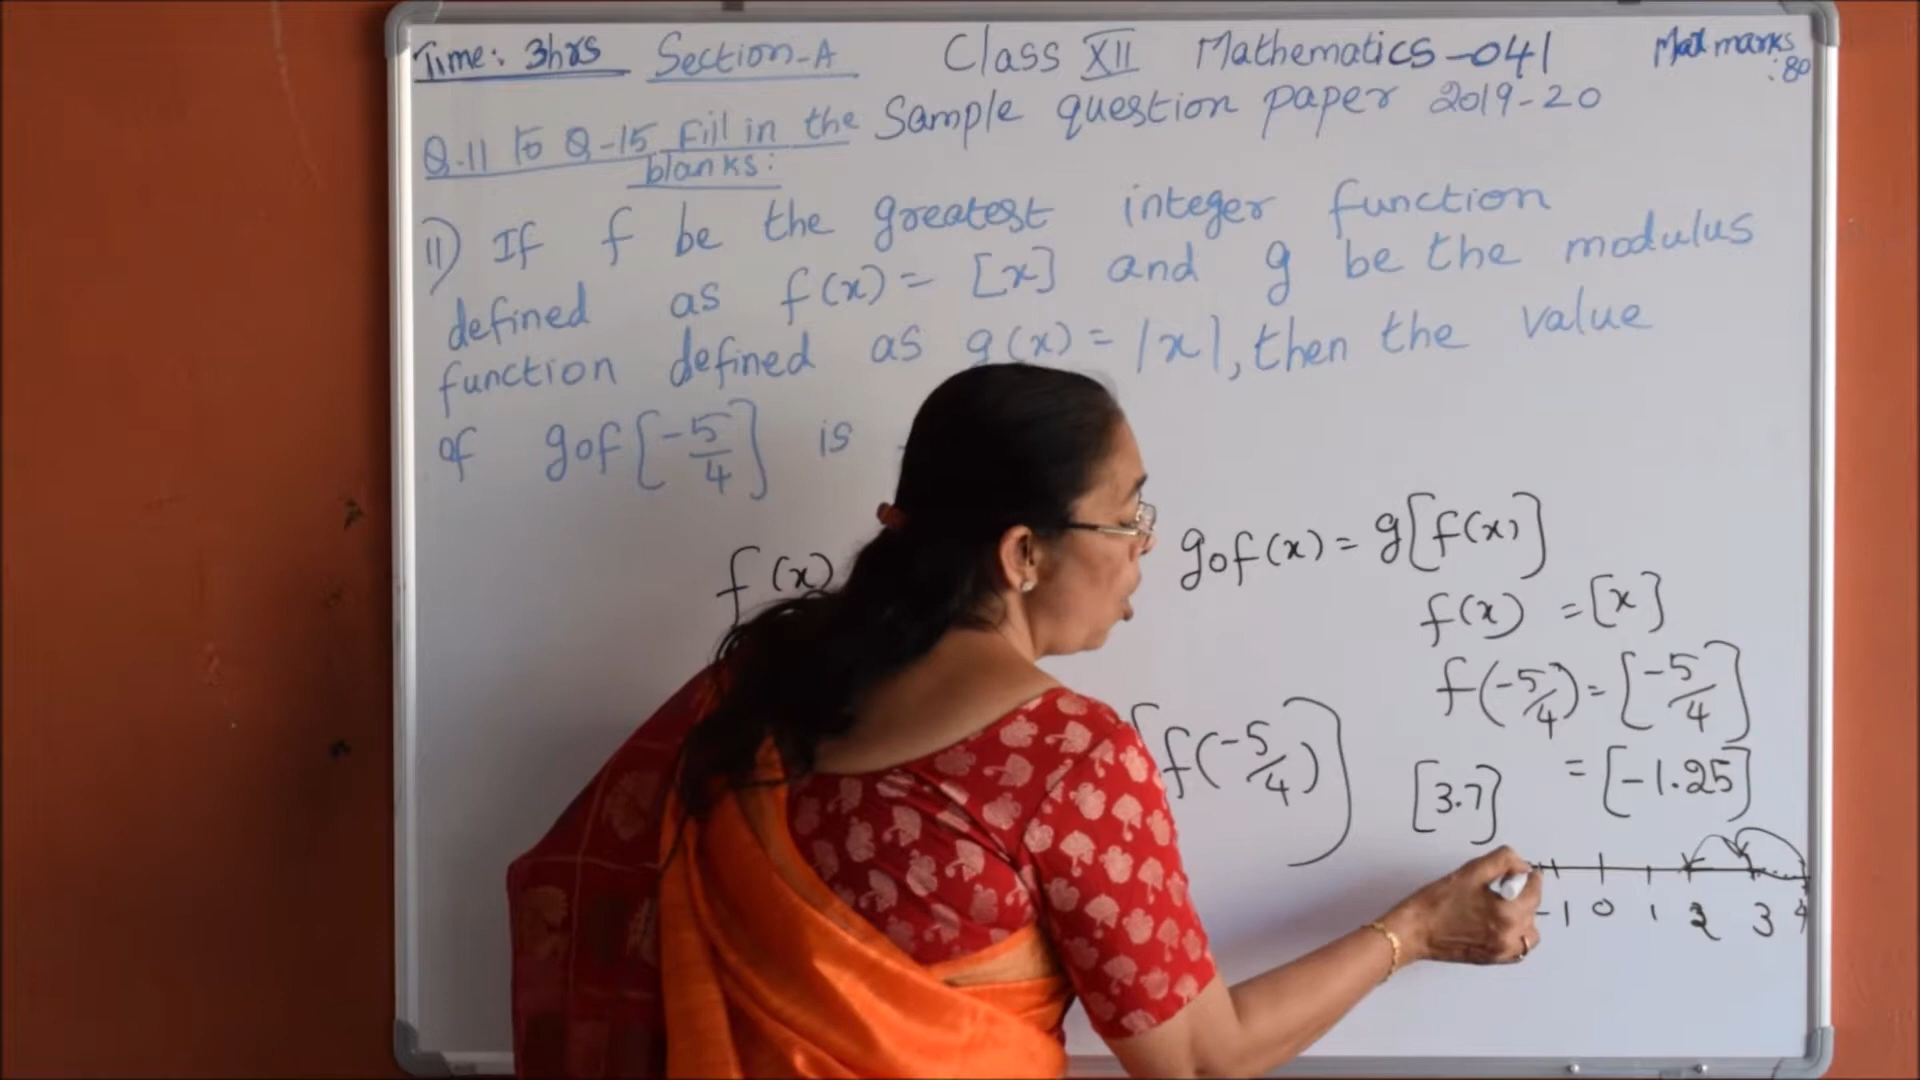 Time: 3hrs Section-A Class XII Mathematics-041 Max marks :80
Q.11 to Q-15 Fill in the blanks: Sample question paper 2019-20
11) If f be the greatest integer function
defined as f(x) = [x] and g be the modulus
function defined as g(x) = |x|, then the value
of gof[-5/4] is
gof(x) = g[f(x)]
f(x)
f(x) = [x]
f(-5/4) = [-5/4]
[f(-5/4)]
[3.7] = [-1.25]
-1 0 1 2 3 4